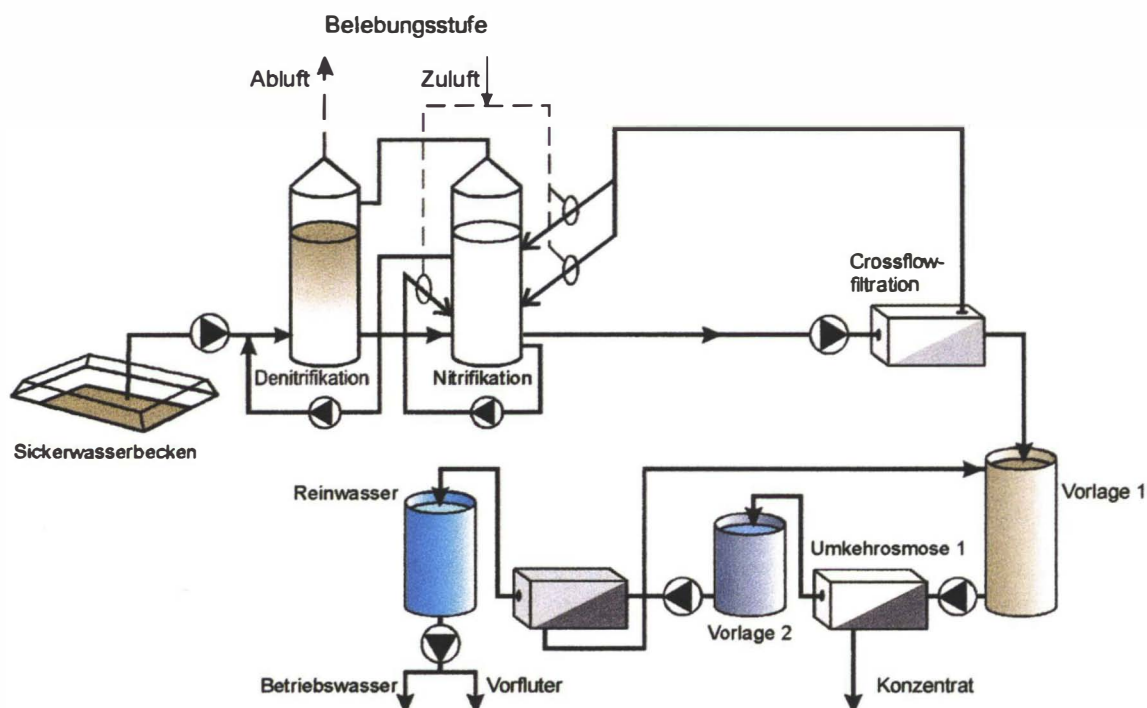 Belebungsstufe
Abluft
Zuluft
Crossflow-
filtration
Denitrifikation
Nitrifikation
Sickerwasserbecken
Reinwasser
Vorlage 1
Umkehrosmose 1
Vorlage 2
Betriebswasser
Vorfluter
Konzentrat